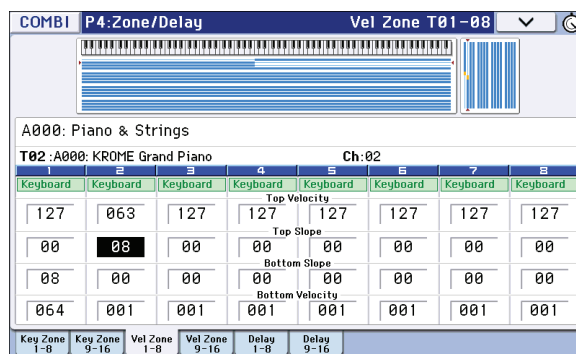 COMBI P4:Zone/Delay Vel Zone T01-08
A000: Piano & Strings
T02 :A000: KROME Grand Piano Ch:02
1 2 3 4 5 6 7 8
Keyboard Keyboard Keyboard Keyboard Keyboard Keyboard Keyboard Keyboard
Top Velocity
127 063 127 127 127 127 127 127
Top Slope
00 08 00 00 00 00 00 00
Bottom Slope
08 00 00 00 00 00 00 00
Bottom Velocity
064 001 001 001 001 001 001 001
Key Zone Key Zone Vel Zone Vel Zone Delay Delay
1-8 9-16 1-8 9-16 1-8 9-16